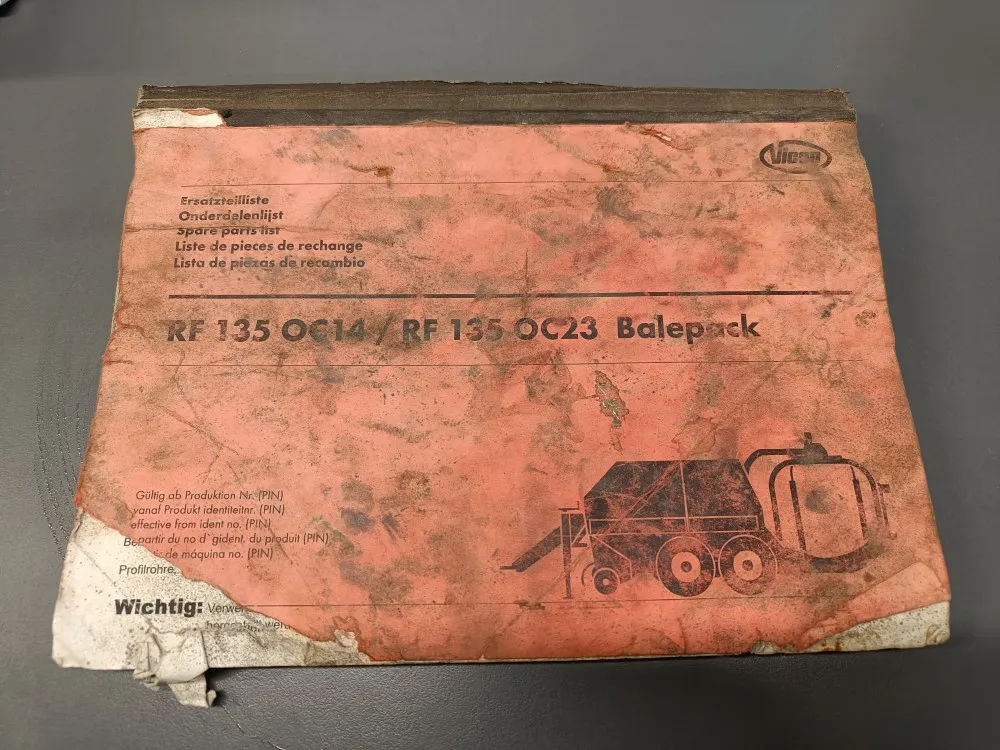 Vicon
Ersatzteilliste
Onderdelenlijst
Spare parts list
Liste de pieces de rechange
Lista de piezas de recambio
RF 135 OC14 / RF 135 OC23 Balepack
Gültig ab Produktion Nr. (PIN)
vanaf Produkt identiteitnr. (PIN)
effective from ident no. (PIN)
partir du no d`gident. du produit (PIN)
de máquina no. (PIN)
Profilrohre,
Wichtig: